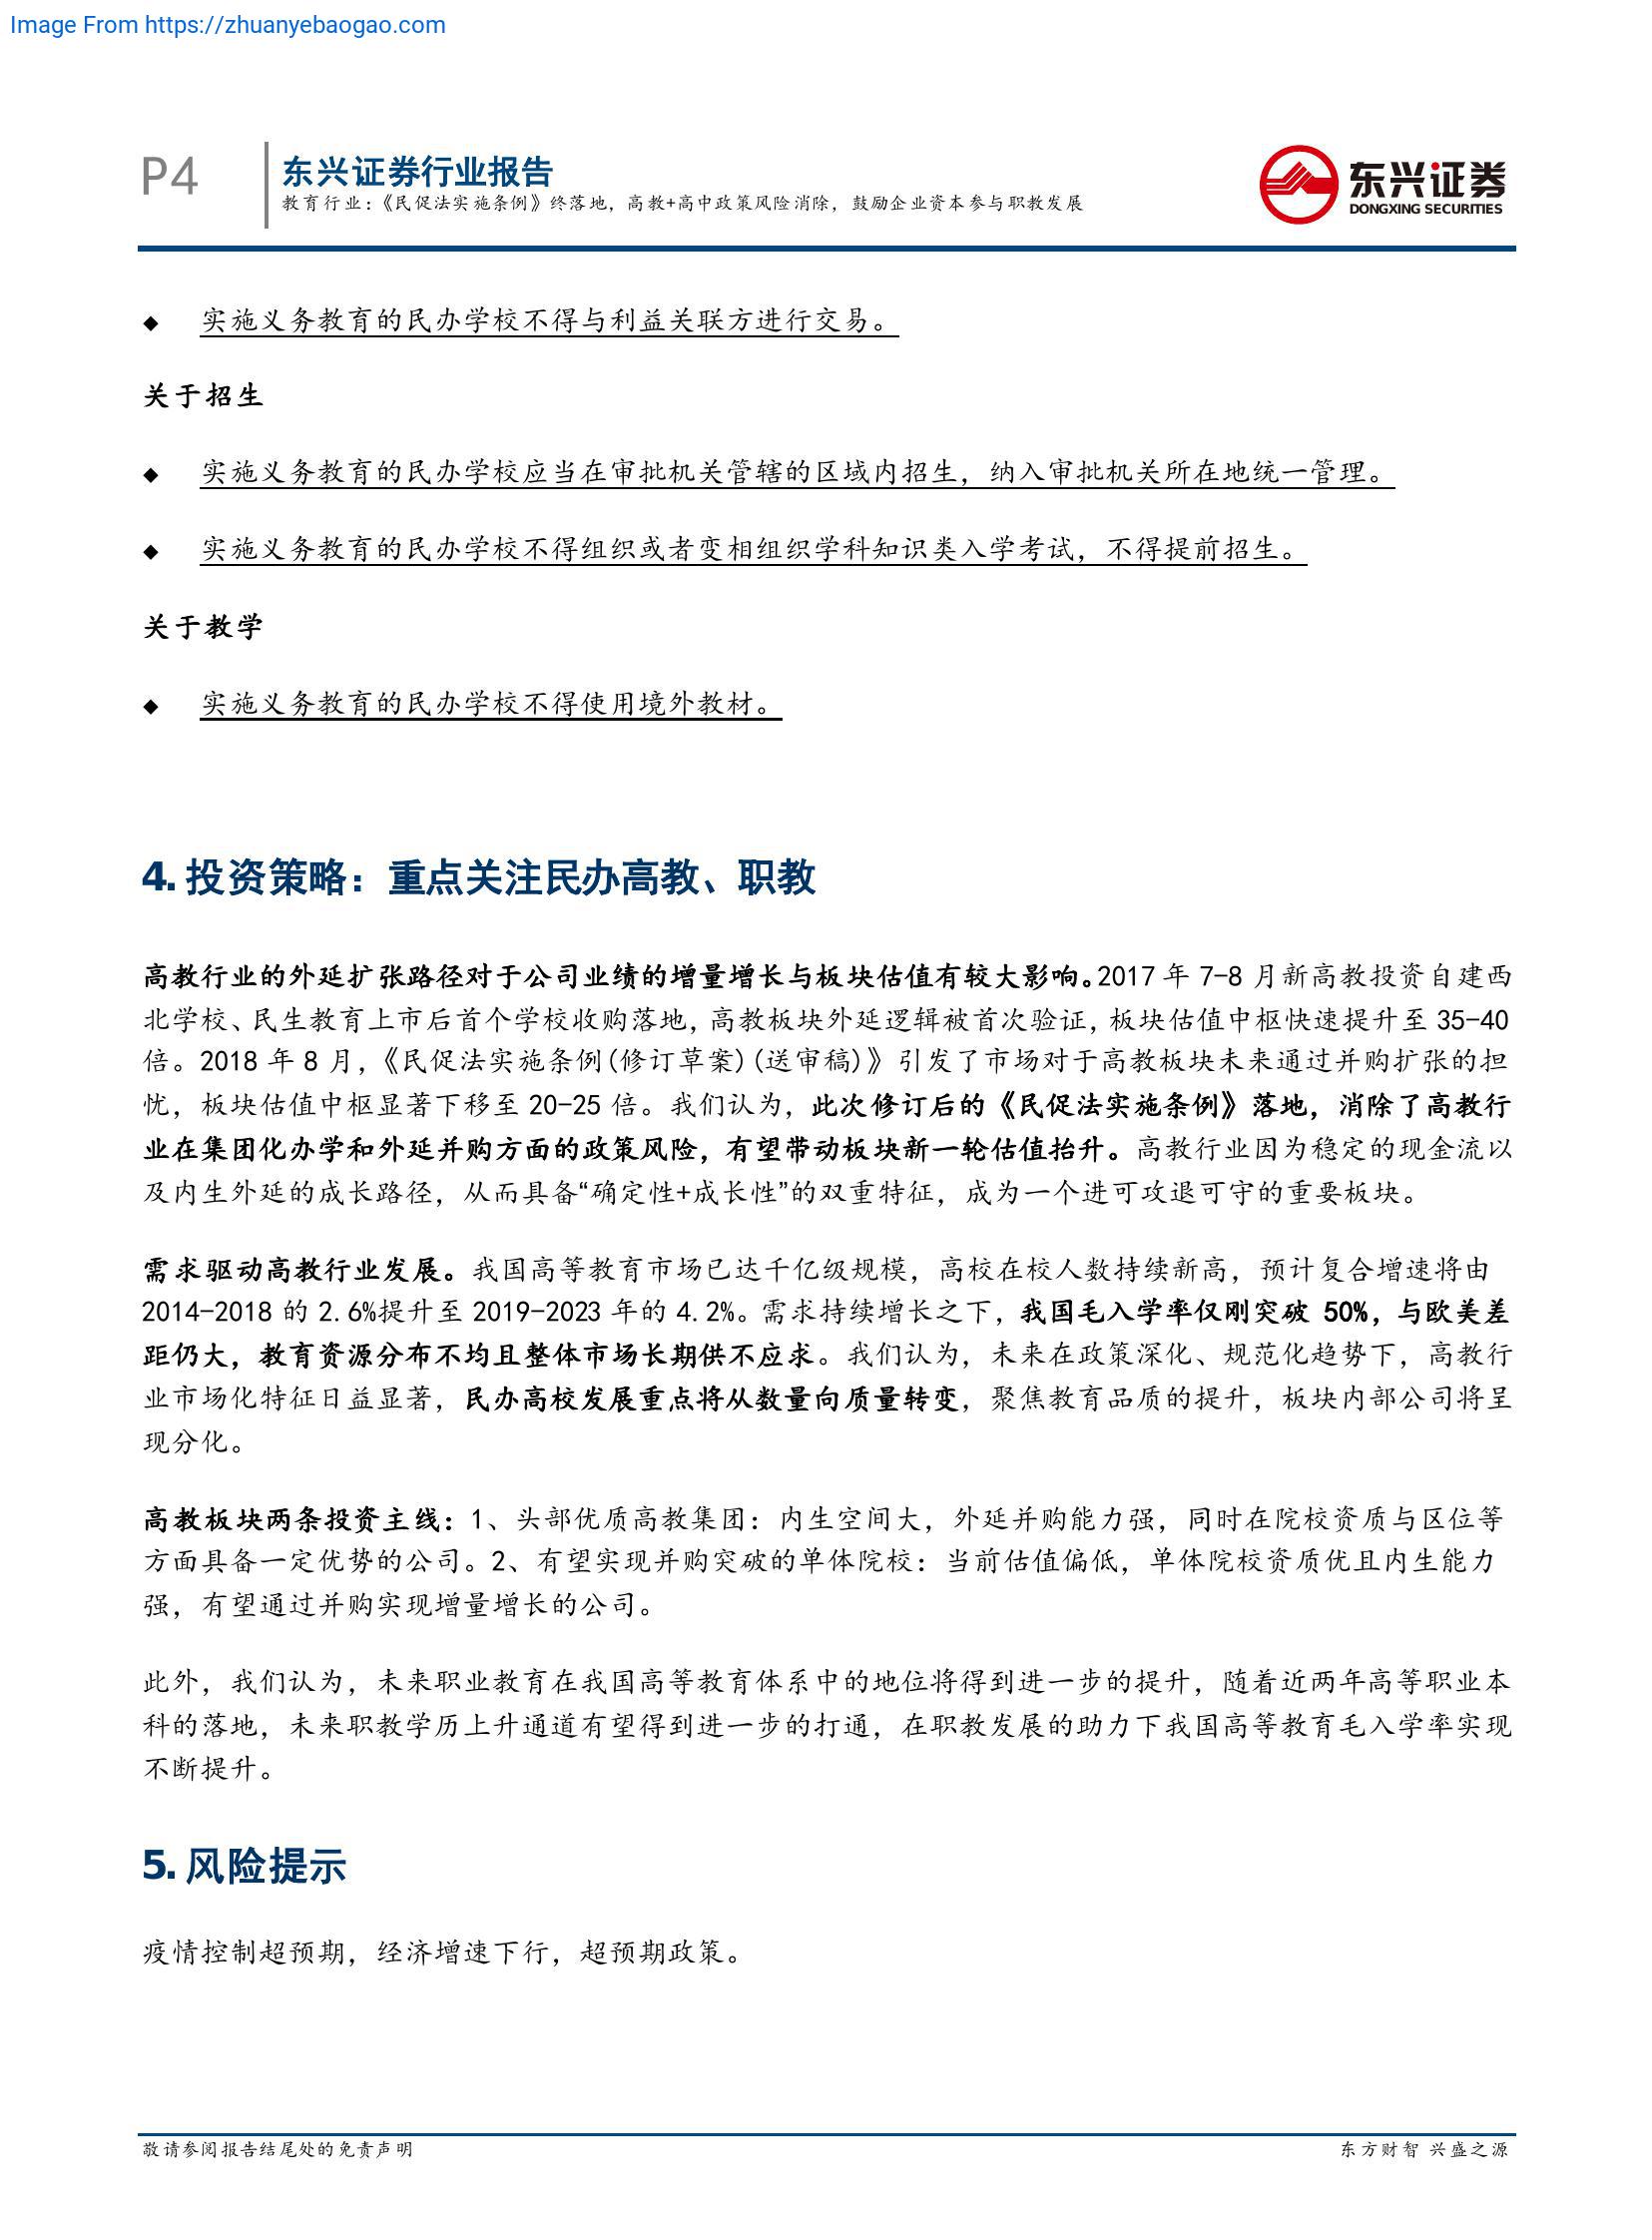 Image From https://zhuanyebaogao.com
P4
东兴证券行业报告
教育行业：《民促法实施条例》终落地，高教+高中政策风险消除，鼓励企业资本参与职教发展
东兴证券
DONGXING SECURITIES
◆ 实施义务教育的民办学校不得与利益关联方进行交易。
关于招生
◆ 实施义务教育的民办学校应当在审批机关管辖的区域内招生，纳入审批机关所在地统一管理。
◆ 实施义务教育的民办学校不得组织或者变相组织学科知识类入学考试，不得提前招生。
关于教学
◆ 实施义务教育的民办学校不得使用境外教材。
4. 投资策略：重点关注民办高教、职教
高教行业的外延扩张路径对于公司业绩的增量增长与板块估值有较大影响。2017 年 7-8 月新高教投资自建西
北学校、民生教育上市后首个学校收购落地，高教板块外延逻辑被首次验证，板块估值中枢快速提升至 35-40
倍。2018 年 8 月，《民促法实施条例(修订草案)(送审稿)》引发了市场对于高教板块未来通过并购扩张的担
忧，板块估值中枢显著下移至 20-25 倍。我们认为，此次修订后的《民促法实施条例》落地，消除了高教行
业在集团化办学和外延并购方面的政策风险，有望带动板块新一轮估值抬升。高教行业因为稳定的现金流以
及内生外延的成长路径，从而具备“确定性+成长性”的双重特征，成为一个进可攻退可守的重要板块。
需求驱动高教行业发展。我国高等教育市场已达千亿级规模，高校在校人数持续新高，预计复合增速将由
2014-2018 的 2.6%提升至 2019-2023 年的 4.2%。需求持续增长之下，我国毛入学率仅刚突破 50%，与欧美差
距仍大，教育资源分布不均且整体市场长期供不应求。我们认为，未来在政策深化、规范化趋势下，高教行
业市场化特征日益显著，民办高校发展重点将从数量向质量转变，聚焦教育品质的提升，板块内部公司将呈
现分化。
高教板块两条投资主线：1、头部优质高教集团：内生空间大，外延并购能力强，同时在院校资质与区位等
方面具备一定优势的公司。2、有望实现并购突破的单体院校：当前估值偏低，单体院校资质优且内生能力
强，有望通过并购实现增量增长的公司。
此外，我们认为，未来职业教育在我国高等教育体系中的地位将得到进一步的提升，随着近两年高等职业本
科的落地，未来职教学历上升通道有望得到进一步的打通，在职教发展的助力下我国高等教育毛入学率实现
不断提升。
5. 风险提示
疫情控制超预期，经济增速下行，超预期政策。
敬请参阅报告结尾处的免责声明
东方财智 兴盛之源